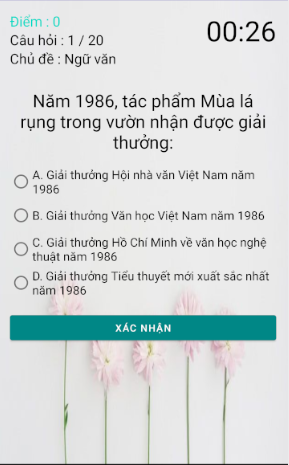 Điểm : 0
00:26
Câu hỏi : 1 / 20
Chủ đề : Ngữ văn
Năm 1986, tác phẩm Mùa lá
rụng trong vườn nhận được giải
thưởng:
A. Giải thưởng Hội nhà văn Việt Nam năm
1986
B. Giải thưởng Văn học Việt Nam năm 1986
C. Giải thưởng Hồ Chí Minh về văn học nghệ
thuật năm 1986
D. Giải thưởng Tiểu thuyết mới xuất sắc nhất
năm 1986
XÁC NHẬN